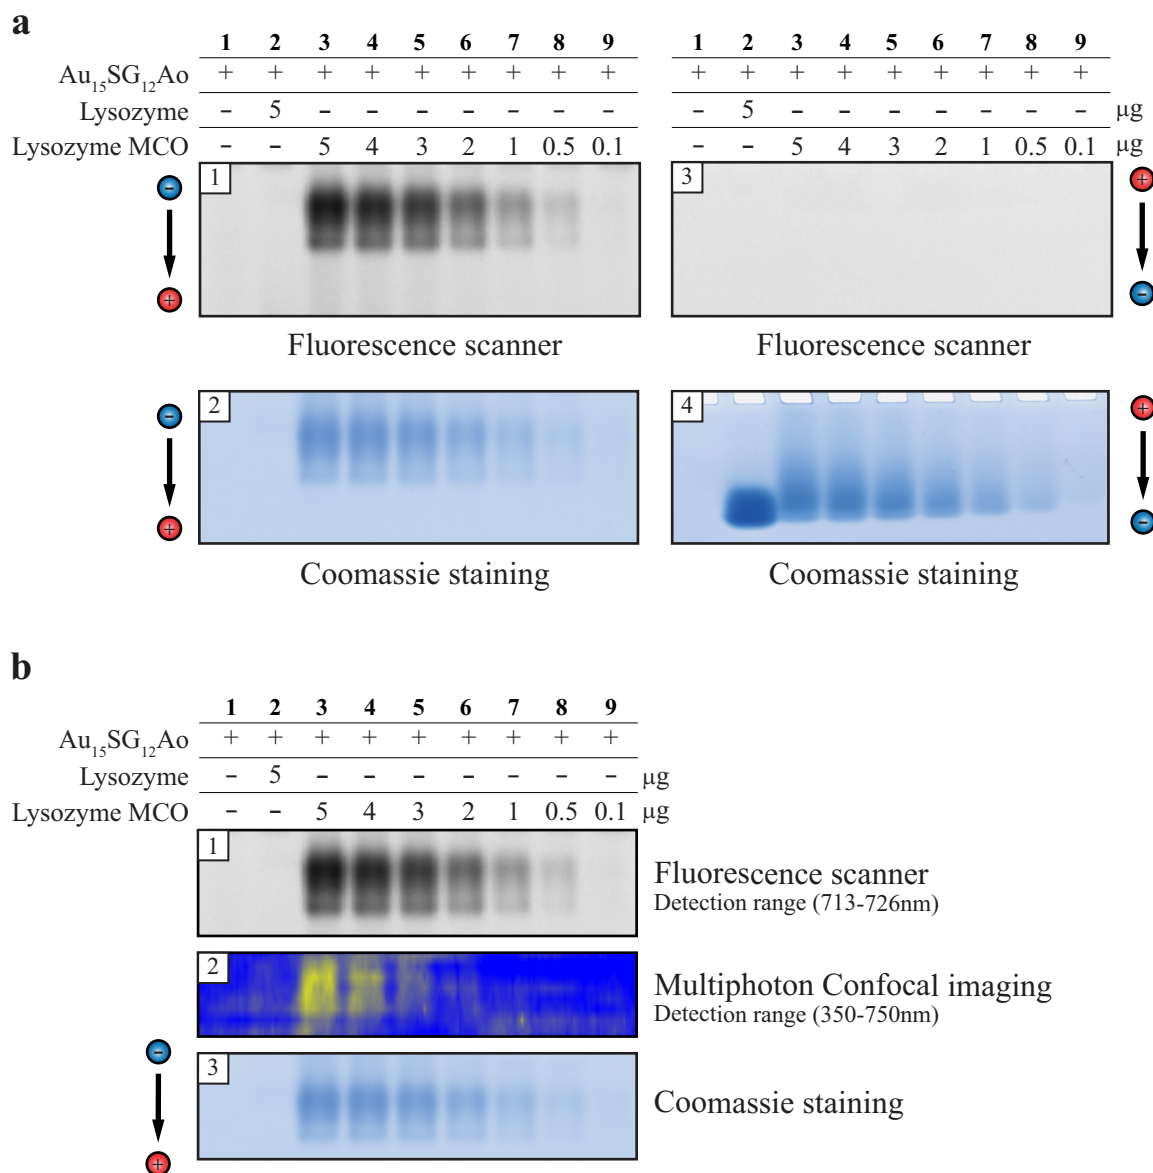 a
1 2 3 4 5 6 7 8 9 1 2 3 4 5 6 7 8 9
Au15SG12Ao + + + + + + + + + + + + + + + + + +
Lysozyme – 5 – – – – – – – – 5 – – – – – – – µg
Lysozyme MCO – – 5 4 3 2 1 0.5 0.1 – – 5 4 3 2 1 0.5 0.1 µg
1 3
- +
+ -
Fluorescence scanner Fluorescence scanner
2 4
- +
+ -
Coomassie staining Coomassie staining
b
1 2 3 4 5 6 7 8 9
Au15SG12Ao + + + + + + + + +
Lysozyme – 5 – – – – – – – µg
Lysozyme MCO – – 5 4 3 2 1 0.5 0.1 µg
1
Fluorescence scanner
Detection range (713-726nm)
2
Multiphoton Confocal imaging
Detection range (350-750nm)
-
3
Coomassie staining
+